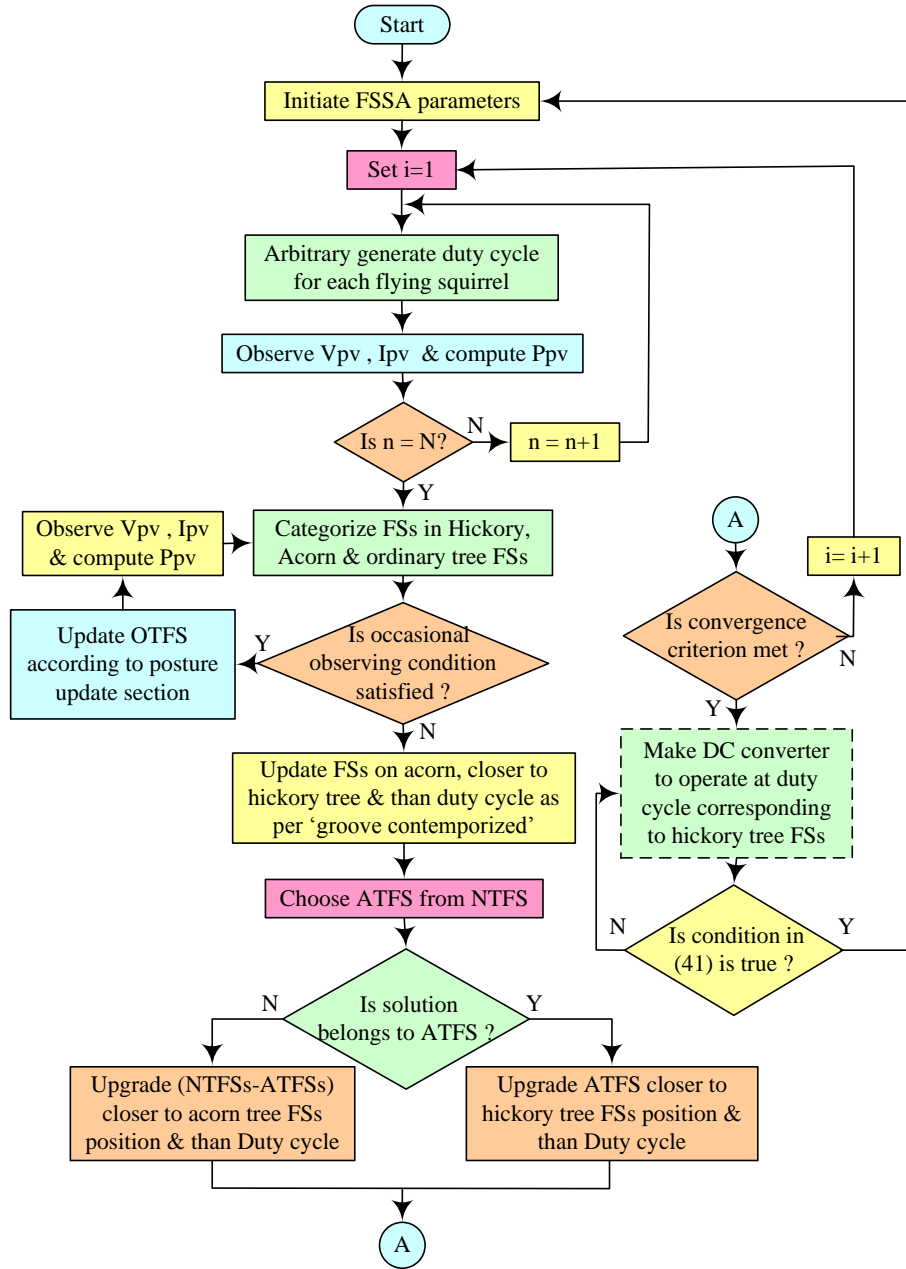 Start
Initiate FSSA parameters
Set i=1
Arbitrary generate duty cycle
for each flying squirrel
Observe Vpv , Ipv & compute Ppv
Is n = N?
N
n = n+1
Y
Observe Vpv , Ipv
& compute Ppv
Categorize FSs in Hickory,
Acorn & ordinary tree FSs
Update OTFS
according to posture
update section
Y
Is occasional
observing condition
satisfied ?
N
Update FSs on acorn, closer to
hickory tree & than duty cycle as
per ‘groove contemporized’
Choose ATFS from NTFS
N
Is solution
belongs to ATFS ?
Y
Upgrade (NTFSs-ATFSs)
closer to acorn tree FSs
position & than Duty cycle
Upgrade ATFS closer to
hickory tree FSs position &
than Duty cycle
A
A
i= i+1
Is convergence
criterion met ?
N
Y
Make DC converter
to operate at duty
cycle corresponding
to hickory tree FSs
N
Is condition in
(41) is true ?
Y